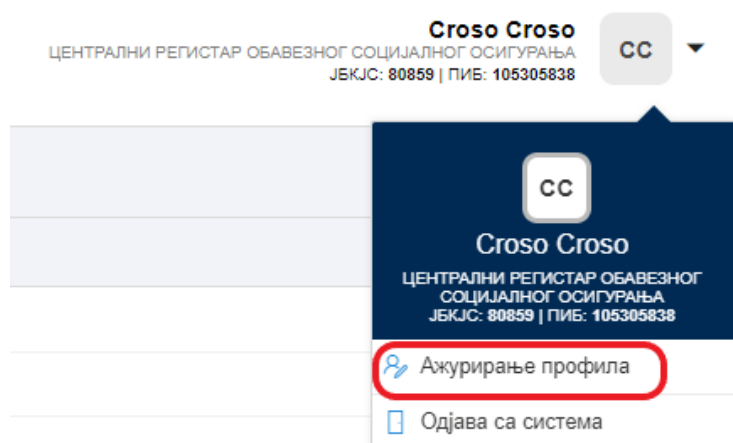 Croso Croso
ЦЕНТРАЛНИ РЕГИСТАР ОБАВЕЗНОГ СОЦИЈАЛНОГ ОСИГУРАЊА
ЈБКЈС: 80859 | ПИБ: 105305838
CC
CC
Croso Croso
ЦЕНТРАЛНИ РЕГИСТАР ОБАВЕЗНОГ
СОЦИЈАЛНОГ ОСИГУРАЊА
ЈБКЈС: 80859 | ПИБ: 105305838
Ажурирање профила
Одјава са система